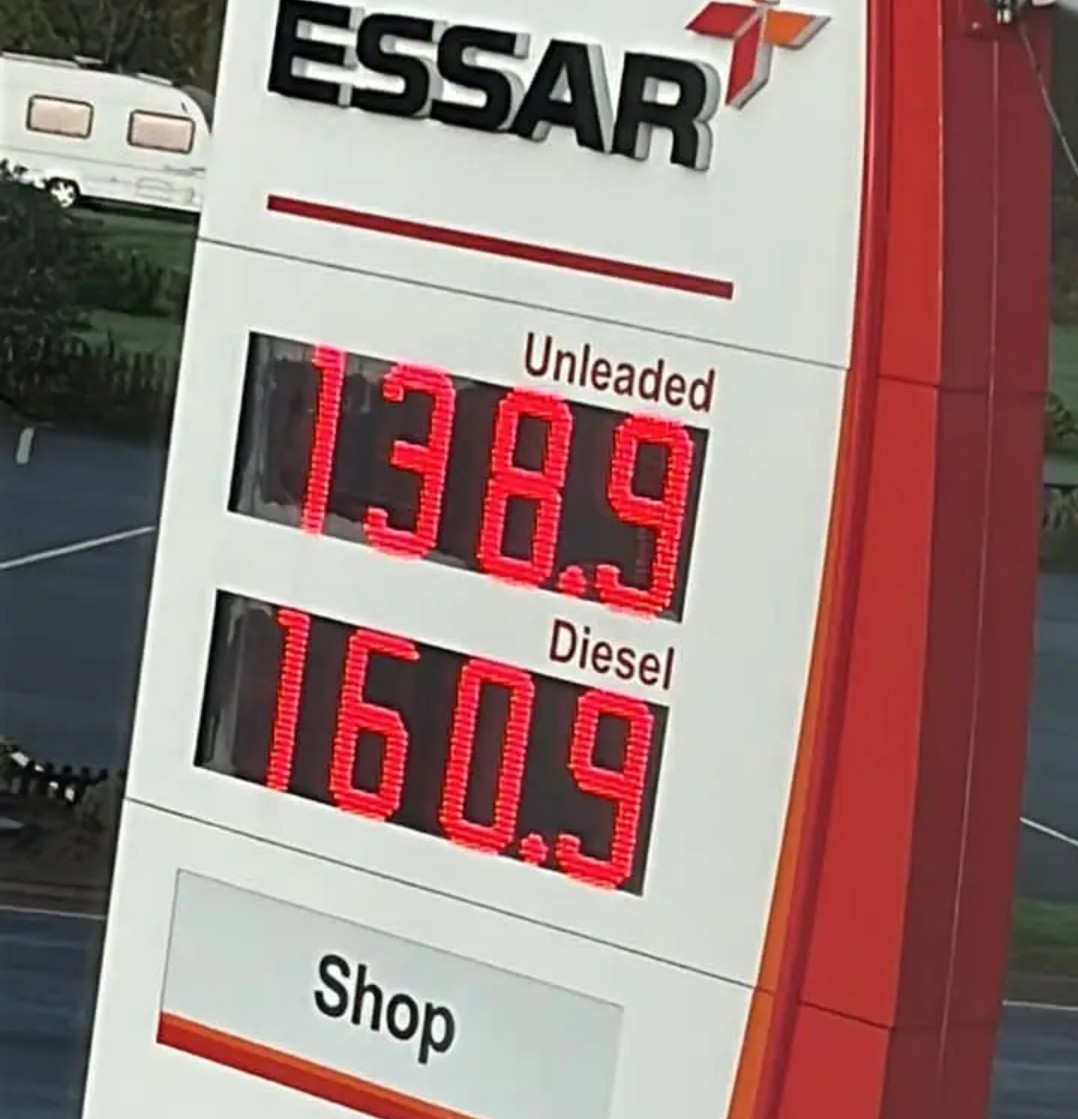 ESSAR
Unleaded
138.9
Diesel
160.9
Shop